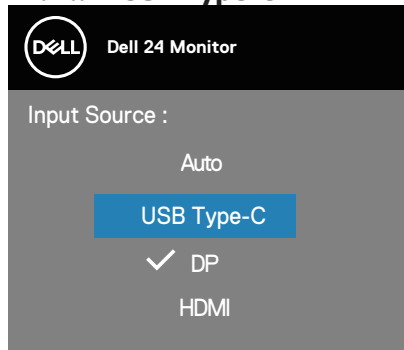 DELL Dell 24 Monitor
Input Source :
Auto
USB Type-C
DP
HDMI